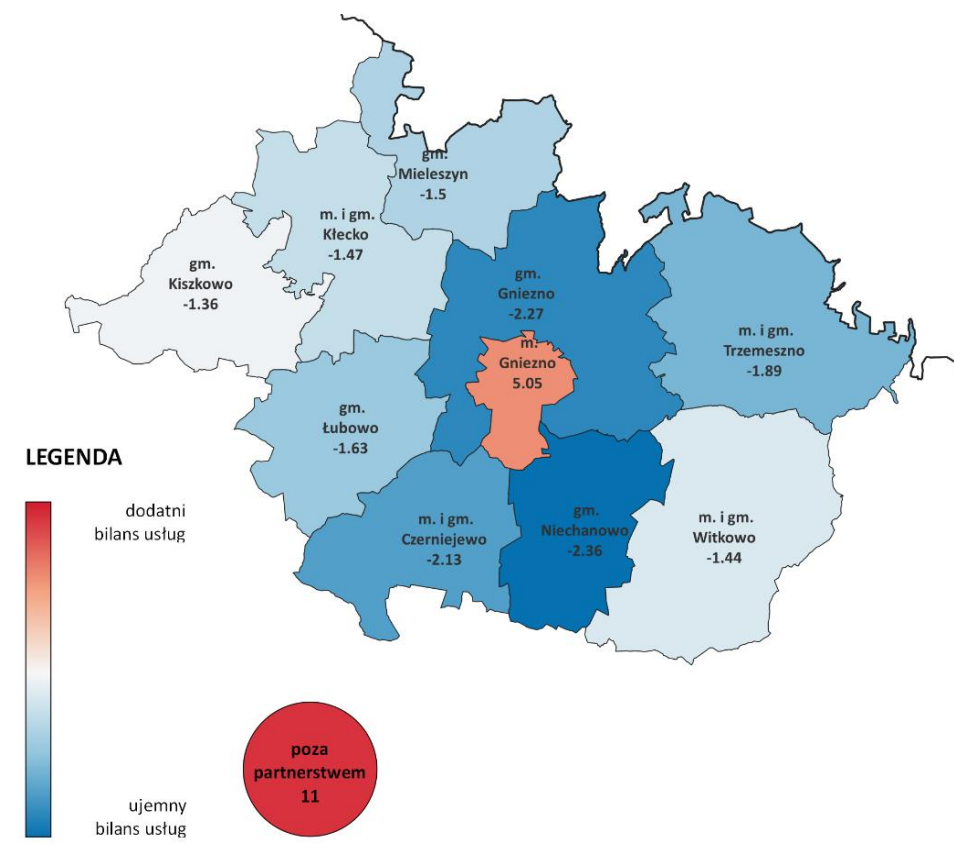 gm.
Mieleszyn
-1.5
m. i gm.
Kłecko
-1.47
gm.
Kiszkowo
-1.36
gm.
Gniezno
-2.27
m. i gm.
Trzemeszno
-1.89
m.
Gniezno
5.05
gm.
Łubowo
-1.63
m. i gm.
Czerniejewo
-2.13
gm.
Niechanowo
-2.36
m. i gm.
Witkowo
-1.44
LEGENDA
dodatni
bilans usług
ujemny
bilans usług
poza
partnerstwem
11